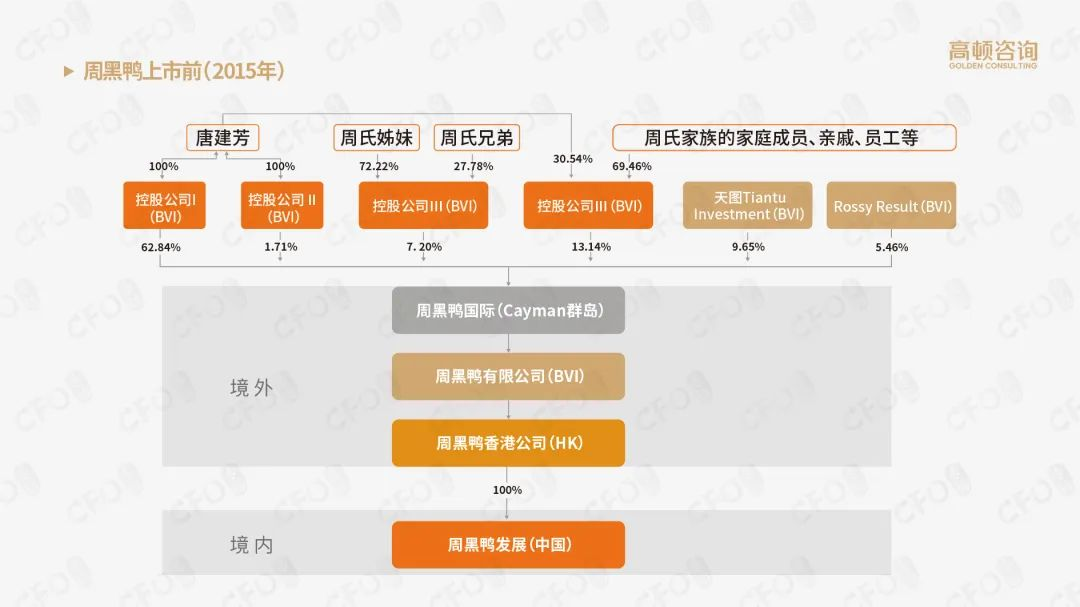 高顿咨询
GOLDEN CONSULTING
周黑鸭上市前（2015年）
唐建芳
周氏姊妹
周氏兄弟
周氏家族的家庭成员、亲戚、员工等
100%
100%
72.22%
27.78%
30.54%
69.46%
控股公司I
（BVI）
控股公司 II
（BVI）
控股公司III（BVI）
控股公司III（BVI）
天图Tiantu
Investment（BVI）
Rossy Result（BVI）
62.84%
1.71%
7. 20%
13.14%
9.65%
5.46%
周黑鸭国际（Cayman群岛）
境外
周黑鸭有限公司（BVI）
周黑鸭香港公司（HK）
100%
境内
周黑鸭发展（中国）
CFO